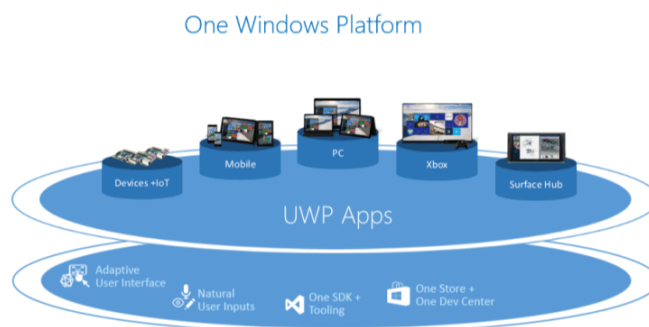 One Windows Platform
Devices +IoT
Mobile
PC
Xbox
Surface Hub
UWP Apps
Adaptive
User Interface
Natural
User Inputs
One SDK +
Tooling
One Store +
One Dev Center